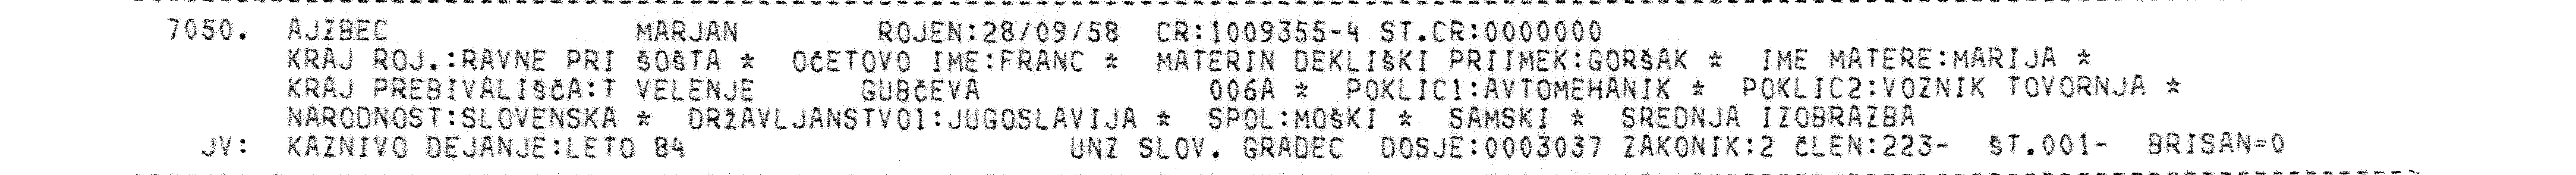 7050. AJZBEC MARJAN ROJEN:28/09/58 CR:1009355-4 ST.CR:0000000
KRAJ ROJ.:RAVNE PRI ŠOŠTA * OČETOVO IME:FRANC * MATERIN DEKLIŠKI PRIIMEK:GORŠAK * IME MATERE:MARIJA *
KRAJ PREBIVALIŠČA:T VELENJE GUBČEVA 006A * POKLIC1:AVTOMEHANIK * POKLIC2:VOZNIK TOVORNJA *
NARODNOST:SLOVENSKA * DRŽAVLJANSTVO1:JUGOSLAVIJA * SPOL:MOŠKI * SAMSKI * SREDNJA IZOBRAZBA
JV: KAZNIVO DEJANJE:LETO 84 UNZ SLOV. GRADEC DOSJE:0003037 ZAKONIK:2 ČLEN:223- ŠT.001- BRISAN=0